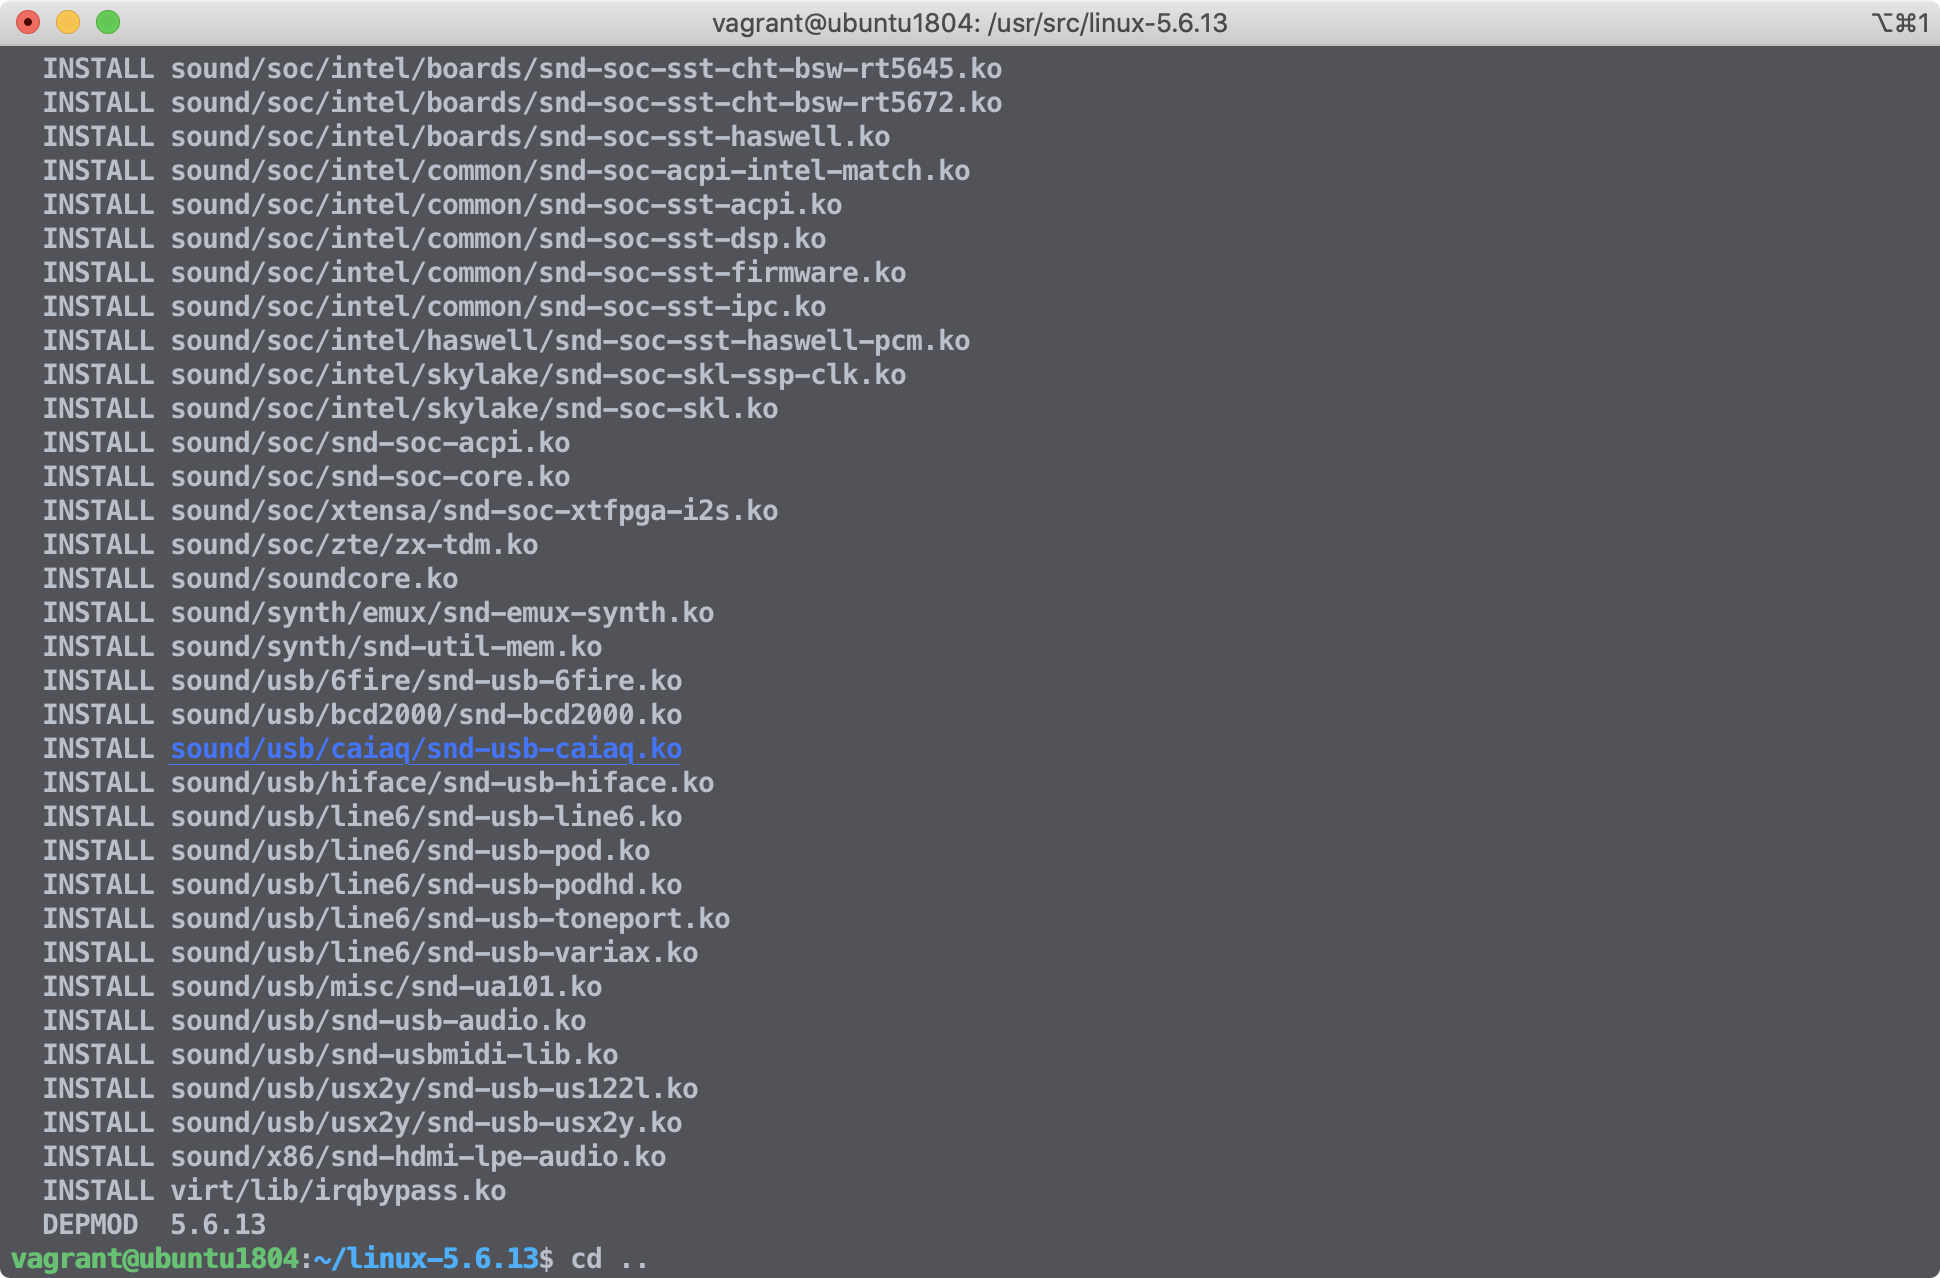 vagrant@ubuntu1804: /usr/src/linux-5.6.13 ⌥⌘1
INSTALL sound/soc/intel/boards/snd-soc-sst-cht-bsw-rt5645.ko
INSTALL sound/soc/intel/boards/snd-soc-sst-cht-bsw-rt5672.ko
INSTALL sound/soc/intel/boards/snd-soc-sst-haswell.ko
INSTALL sound/soc/intel/common/snd-soc-acpi-intel-match.ko
INSTALL sound/soc/intel/common/snd-soc-sst-acpi.ko
INSTALL sound/soc/intel/common/snd-soc-sst-dsp.ko
INSTALL sound/soc/intel/common/snd-soc-sst-firmware.ko
INSTALL sound/soc/intel/common/snd-soc-sst-ipc.ko
INSTALL sound/soc/intel/haswell/snd-soc-sst-haswell-pcm.ko
INSTALL sound/soc/intel/skylake/snd-soc-skl-ssp-clk.ko
INSTALL sound/soc/intel/skylake/snd-soc-skl.ko
INSTALL sound/soc/snd-soc-acpi.ko
INSTALL sound/soc/snd-soc-core.ko
INSTALL sound/soc/xtensa/snd-soc-xtfpga-i2s.ko
INSTALL sound/soc/zte/zx-tdm.ko
INSTALL sound/soundcore.ko
INSTALL sound/synth/emux/snd-emux-synth.ko
INSTALL sound/synth/snd-util-mem.ko
INSTALL sound/usb/6fire/snd-usb-6fire.ko
INSTALL sound/usb/bcd2000/snd-bcd2000.ko
INSTALL sound/usb/caiaq/snd-usb-caiaq.ko
INSTALL sound/usb/hiface/snd-usb-hiface.ko
INSTALL sound/usb/line6/snd-usb-line6.ko
INSTALL sound/usb/line6/snd-usb-pod.ko
INSTALL sound/usb/line6/snd-usb-podhd.ko
INSTALL sound/usb/line6/snd-usb-toneport.ko
INSTALL sound/usb/line6/snd-usb-variax.ko
INSTALL sound/usb/misc/snd-ua101.ko
INSTALL sound/usb/snd-usb-audio.ko
INSTALL sound/usb/snd-usbmidi-lib.ko
INSTALL sound/usb/usx2y/snd-usb-us122l.ko
INSTALL sound/usb/usx2y/snd-usb-usx2y.ko
INSTALL sound/x86/snd-hdmi-lpe-audio.ko
INSTALL virt/lib/irqbypass.ko
DEPMOD  5.6.13
vagrant@ubuntu1804:~/linux-5.6.13$ cd ..